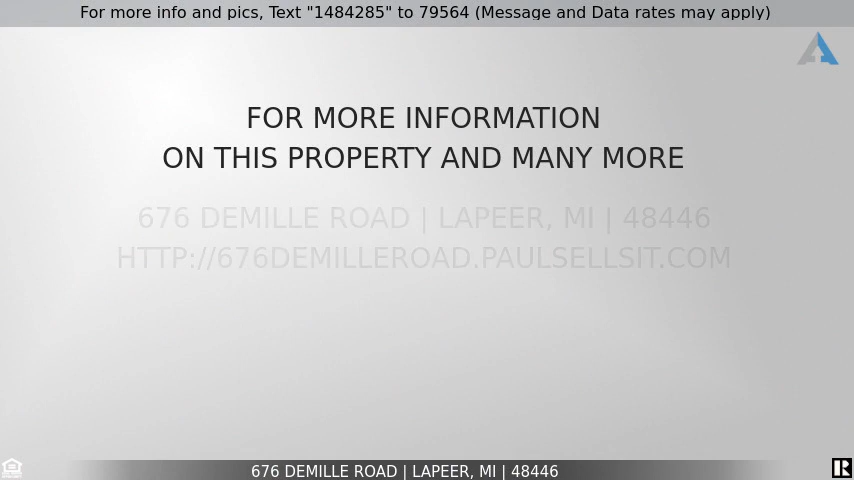 For more info and pics, Text "1484285" to 79564 (Message and Data rates may apply)
FOR MORE INFORMATION
ON THIS PROPERTY AND MANY MORE
676 DEMILLE ROAD | LAPEER, MI | 48446
HTTP://676DEMILLEROAD.PAULSELLSIT.COM
676 DEMILLE ROAD | LAPEER, MI | 48446